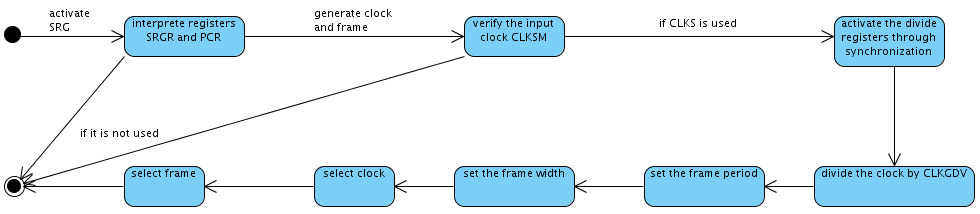 activate
SRG
interprete registers
SRGR and PCR
generate clock
and frame
verify the input
clock CLKSM
if CLKS is used
activate the divide
registers through
synchronization
if it is not used
select frame
select clock
set the frame width
set the frame period
divide the clock by CLKGDV